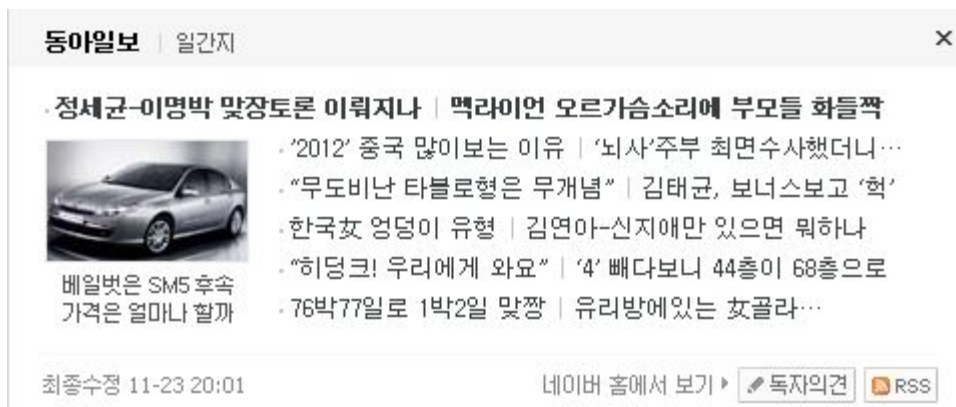 동아일보 | 일간지 ×
· 정세균-이명박 맞장토론 이뤄지나 | 멕라이언 오르가슴소리에 부모들 화들짝
· '2012' 중국 많이보는 이유 | '뇌사'주부 최면수사했더니…
· “무도비난 타블로형은 무개념” | 김태균, 보너스보고 '헉'
· 한국女 엉덩이 유형 | 김연아-신지애만 있으면 뭐하나
· “히딩크! 우리에게 와요” | '4' 빼다보니 44층이 68층으로
· 76박77일로 1박2일 맞짱 | 유리방에있는 女골라…
베일벗은 SM5 후속
가격은 얼마나 할까
최종수정 11-23 20:01 네이버 홈에서 보기 ▸ 독자의견 RSS